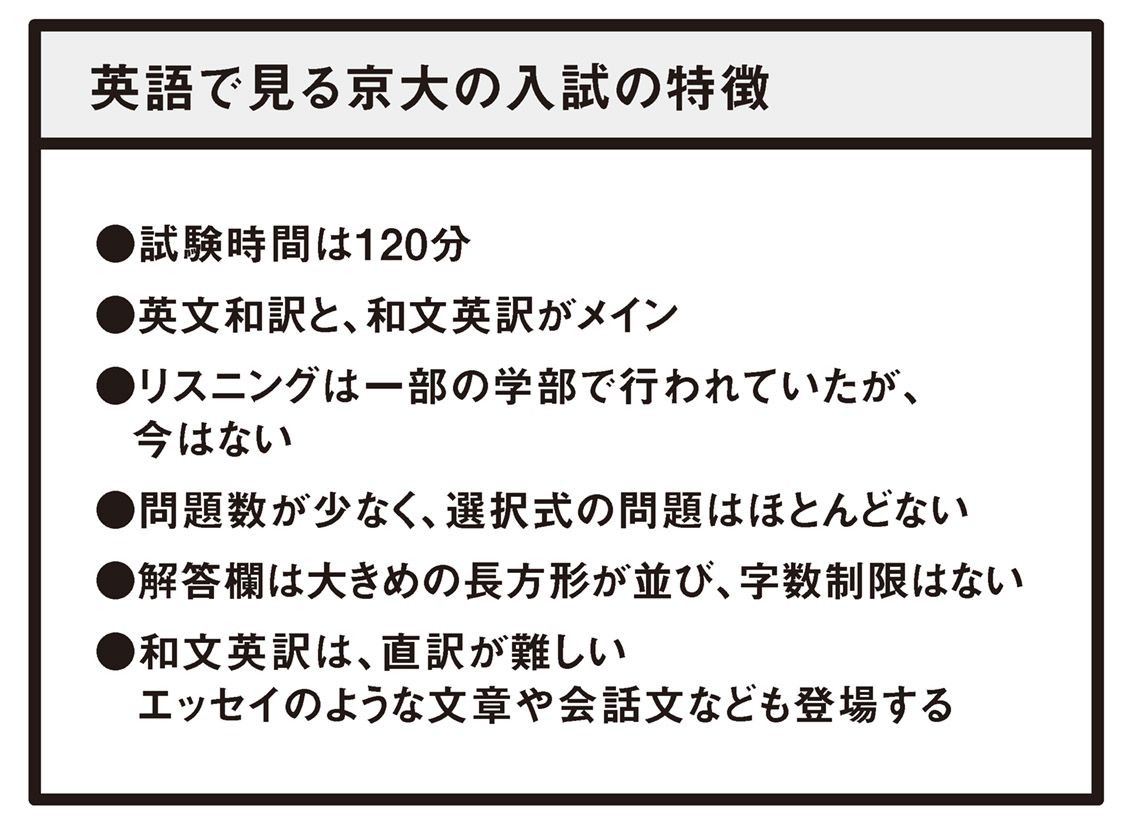 英語で見る京大の入試の特徴
●試験時間は120分
●英文和訳と、和文英訳がメイン
●リスニングは一部の学部で行われていたが、
今はない
●問題数が少なく、選択式の問題はほとんどない
●解答欄は大きめの長方形が並び、字数制限はない
●和文英訳は、直訳が難しい
エッセイのような文章や会話文なども登場する